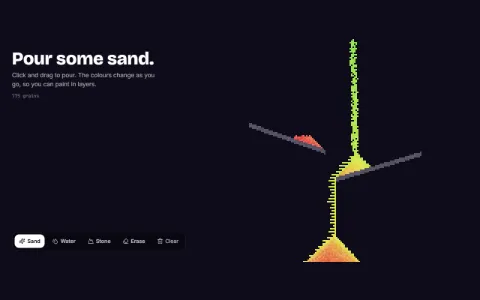 Pour some sand.
Click and drag to pour. The colours change as you
go, so you can paint in layers.
Sand
Water
Stone
Erase
Clear